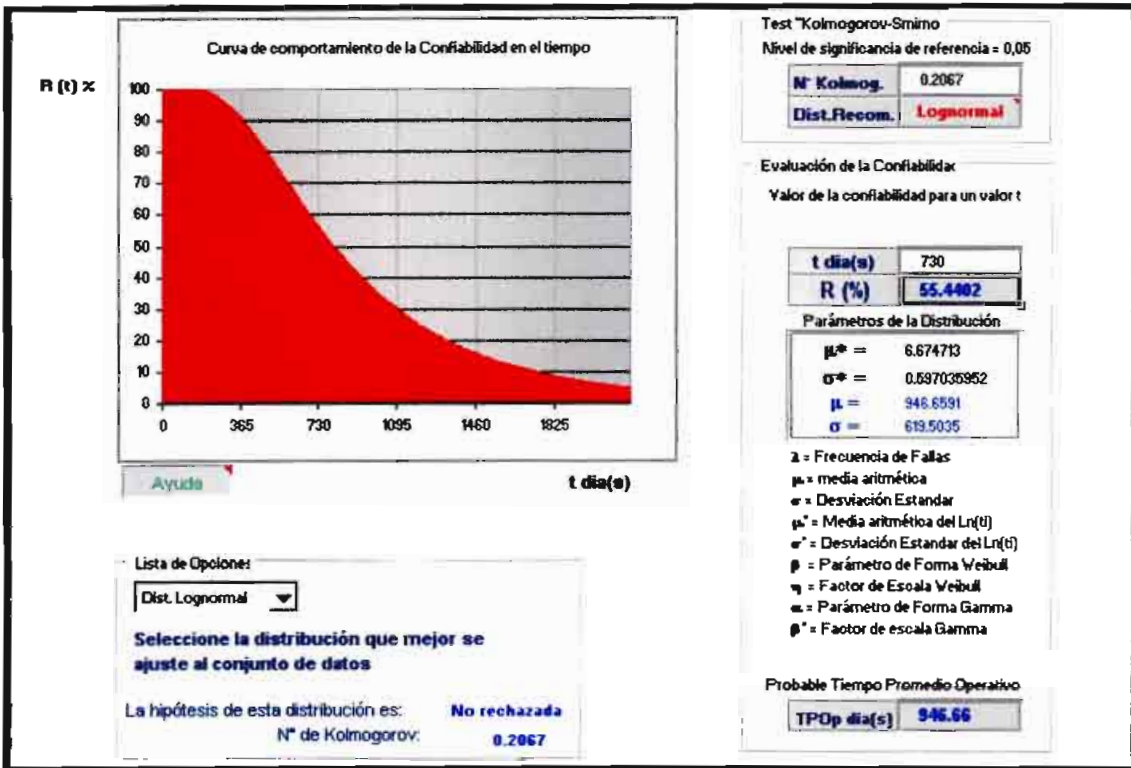 Curva de comportamiento de la Confiabilidad en el tiempo
R (t) %
100
90
80
70
60
50
40
30
20
10
0
0 365 730 1095 1460 1825
Ayuda
t dia(s)
Lista de Opciones
Dist. Lognormal
Seleccione la distribución que mejor se
ajuste al conjunto de datos
La hipótesis de esta distribución es: No rechazada
N° de Kolmogorov: 0.2067
Test "Kolmogorov-Smirno
Nivel de significancia de referencia = 0,05
N° Kolmog. 0.2067
Dist.Recom. Lognormal
Evaluación de la Confiabilidad
Valor de la confiabilidad para un valor t
t dia(s) 730
R (%) 55.4402
Parámetros de la Distribución
μ* = 6.674713
σ* = 0.597035952
μ = 946.6591
σ = 619.5035
λ = Frecuencia de Fallas
μ = media aritmética
σ = Desviación Estandar
μ* = Media aritmética del Ln(ti)
σ* = Desviación Estandar del Ln(ti)
β = Parámetro de Forma Weibull
η = Factor de Escala Weibull
α = Parámetro de Forma Gamma
β* = Factor de escala Gamma
Probable Tiempo Promedio Operativo
TPOp dia(s) 946.66